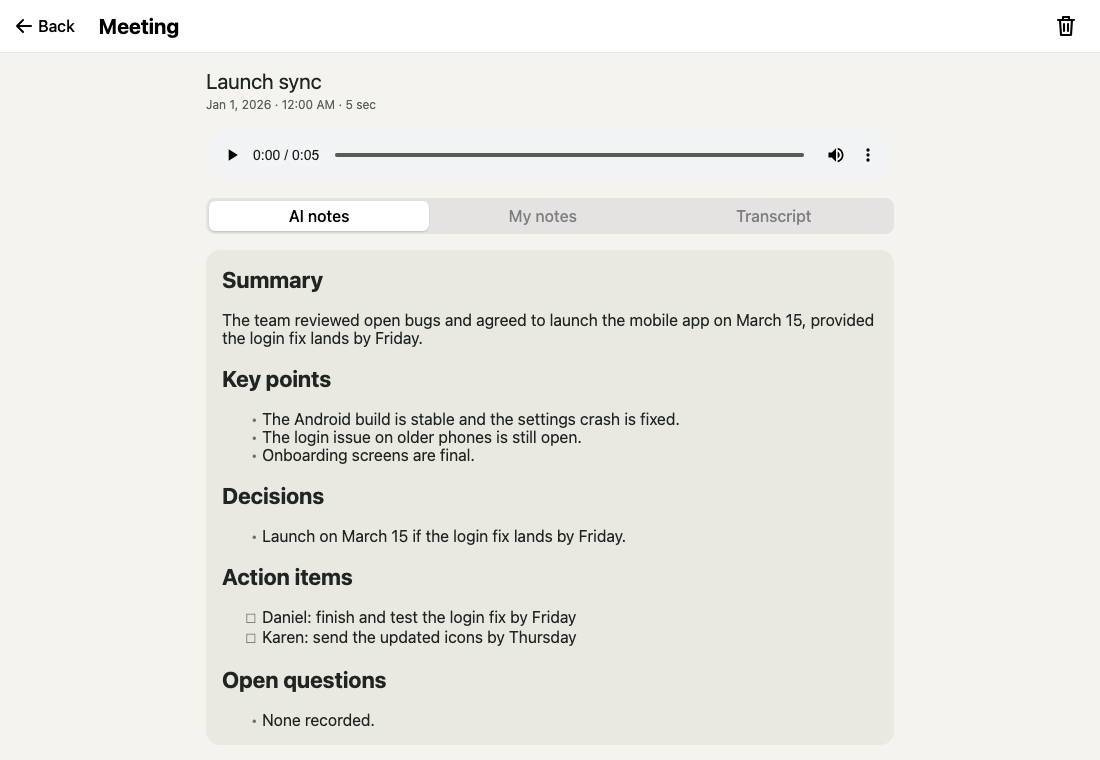 Back Meeting
Launch sync
Jan 1, 2026 · 12:00 AM · 5 sec
0:00 / 0:05
AI notes My notes Transcript
Summary
The team reviewed open bugs and agreed to launch the mobile app on March 15, provided
the login fix lands by Friday.
Key points
• The Android build is stable and the settings crash is fixed.
• The login issue on older phones is still open.
• Onboarding screens are final.
Decisions
• Launch on March 15 if the login fix lands by Friday.
Action items
☐ Daniel: finish and test the login fix by Friday
☐ Karen: send the updated icons by Thursday
Open questions
• None recorded.